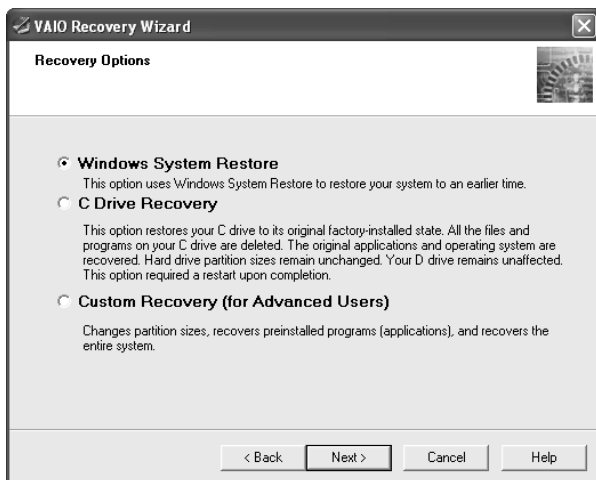 VAIO Recovery Wizard
Recovery Options
Windows System Restore
This option uses Windows System Restore to restore your system to an earlier time.
C Drive Recovery
This option restores your C drive to its original factory-installed state. All the files and
programs on your C drive are deleted. The original applications and operating system are
recovered. Hard drive partition sizes remain unchanged. Your D drive remains unaffected.
This option required a restart upon completion.
Custom Recovery (for Advanced Users)
Changes partition sizes, recovers preinstalled programs (applications), and recovers the
entire system.
< Back
Next >
Cancel
Help